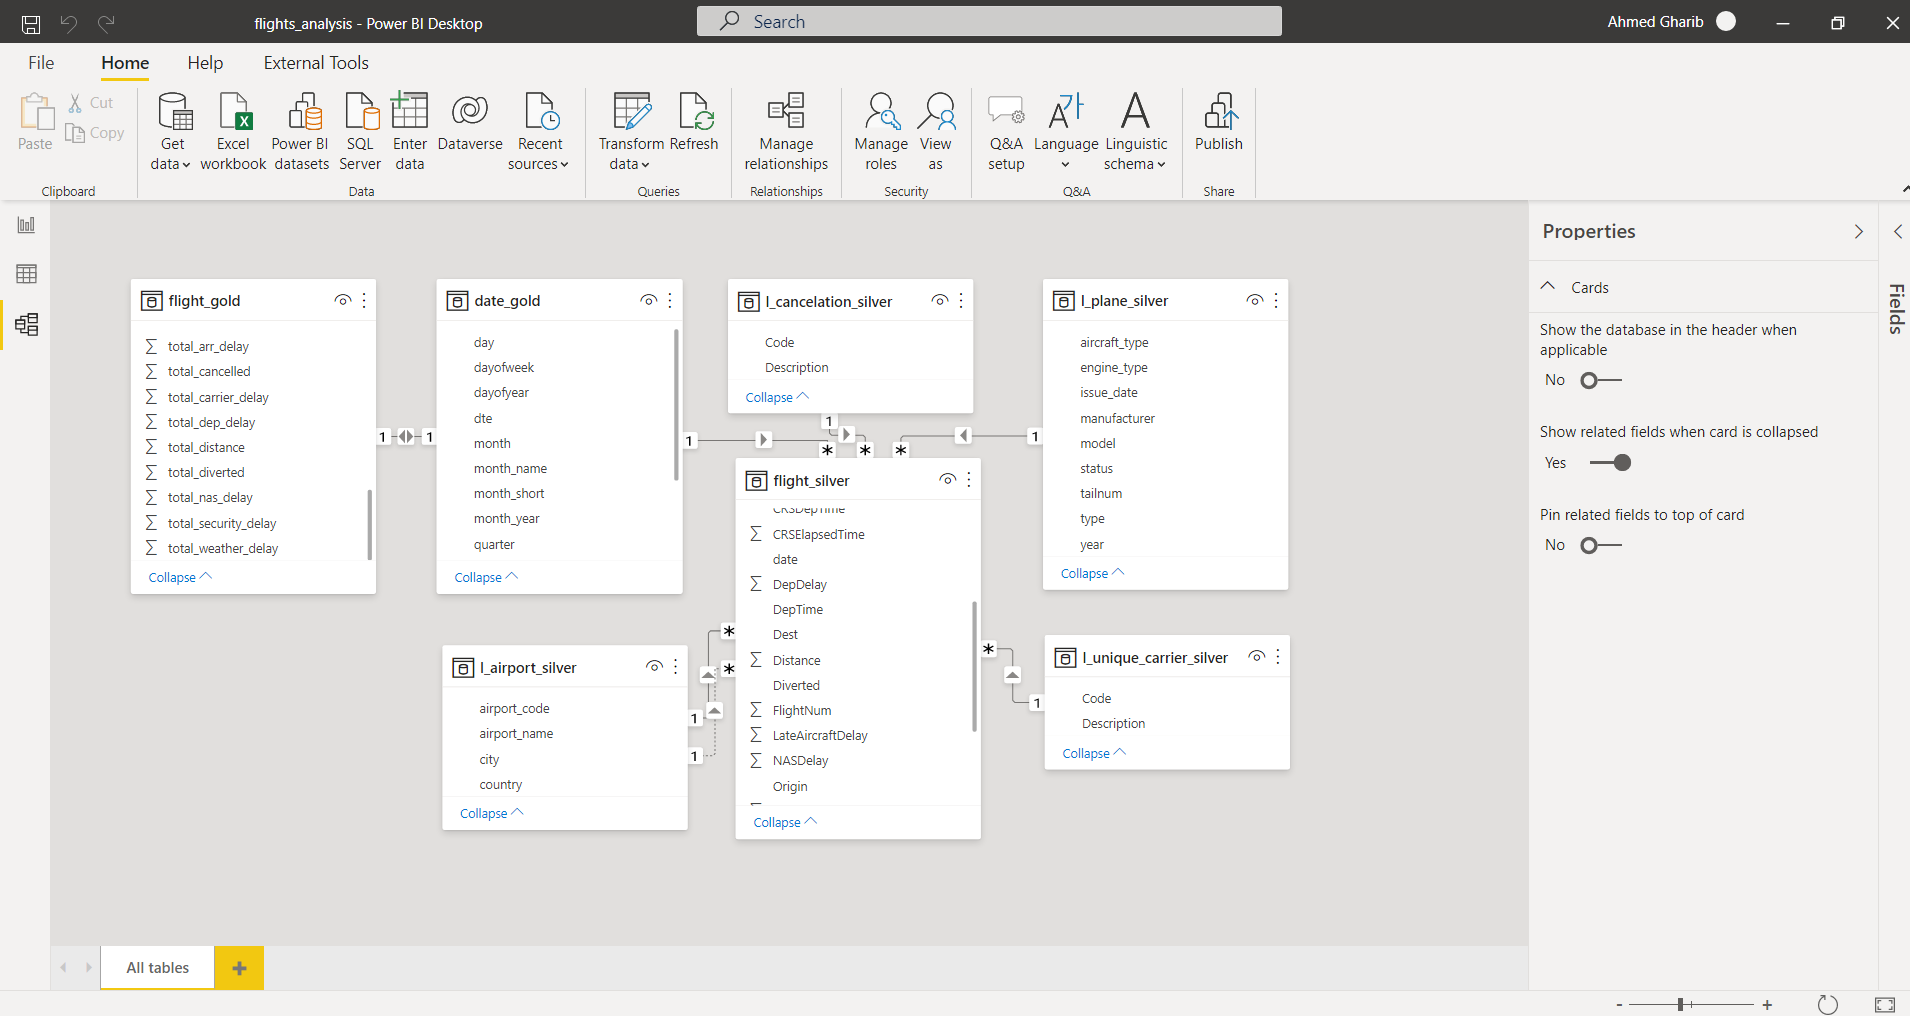 flights_analysis - Power BI Desktop
Search
Ahmed Gharib
File
Home
Help
External Tools
Paste
Cut
Copy
Get data
Excel workbook
Power BI datasets
SQL Server
Enter data
Dataverse
Recent sources
Transform data
Refresh
Manage relationships
Manage roles
View as
Q&A setup
Language
Linguistic schema
Publish
Clipboard
Data
Queries
Relationships
Security
Q&A
Share
flight_gold
total_arr_delay
total_cancelled
total_carrier_delay
total_dep_delay
total_distance
total_diverted
total_nas_delay
total_security_delay
total_weather_delay
Collapse
1
1
date_gold
day
dayofweek
dayofyear
dte
month
month_name
month_short
month_year
quarter
Collapse
1
*
l_cancelation_silver
Code
Description
Collapse
1
*
l_plane_silver
aircraft_type
engine_type
issue_date
manufacturer
model
status
tailnum
type
year
Collapse
1
*
flight_silver
CRSDepTime
CRSElapsedTime
date
DepDelay
DepTime
Dest
Distance
Diverted
FlightNum
LateAircraftDelay
NASDelay
Origin
Collapse
l_airport_silver
airport_code
airport_name
city
country
Collapse
1
*
1
*
l_unique_carrier_silver
Code
Description
Collapse
1
*
Properties
Cards
Show the database in the header when
applicable
No
Show related fields when card is collapsed
Yes
Pin related fields to top of card
No
Fields
All tables
+
- +